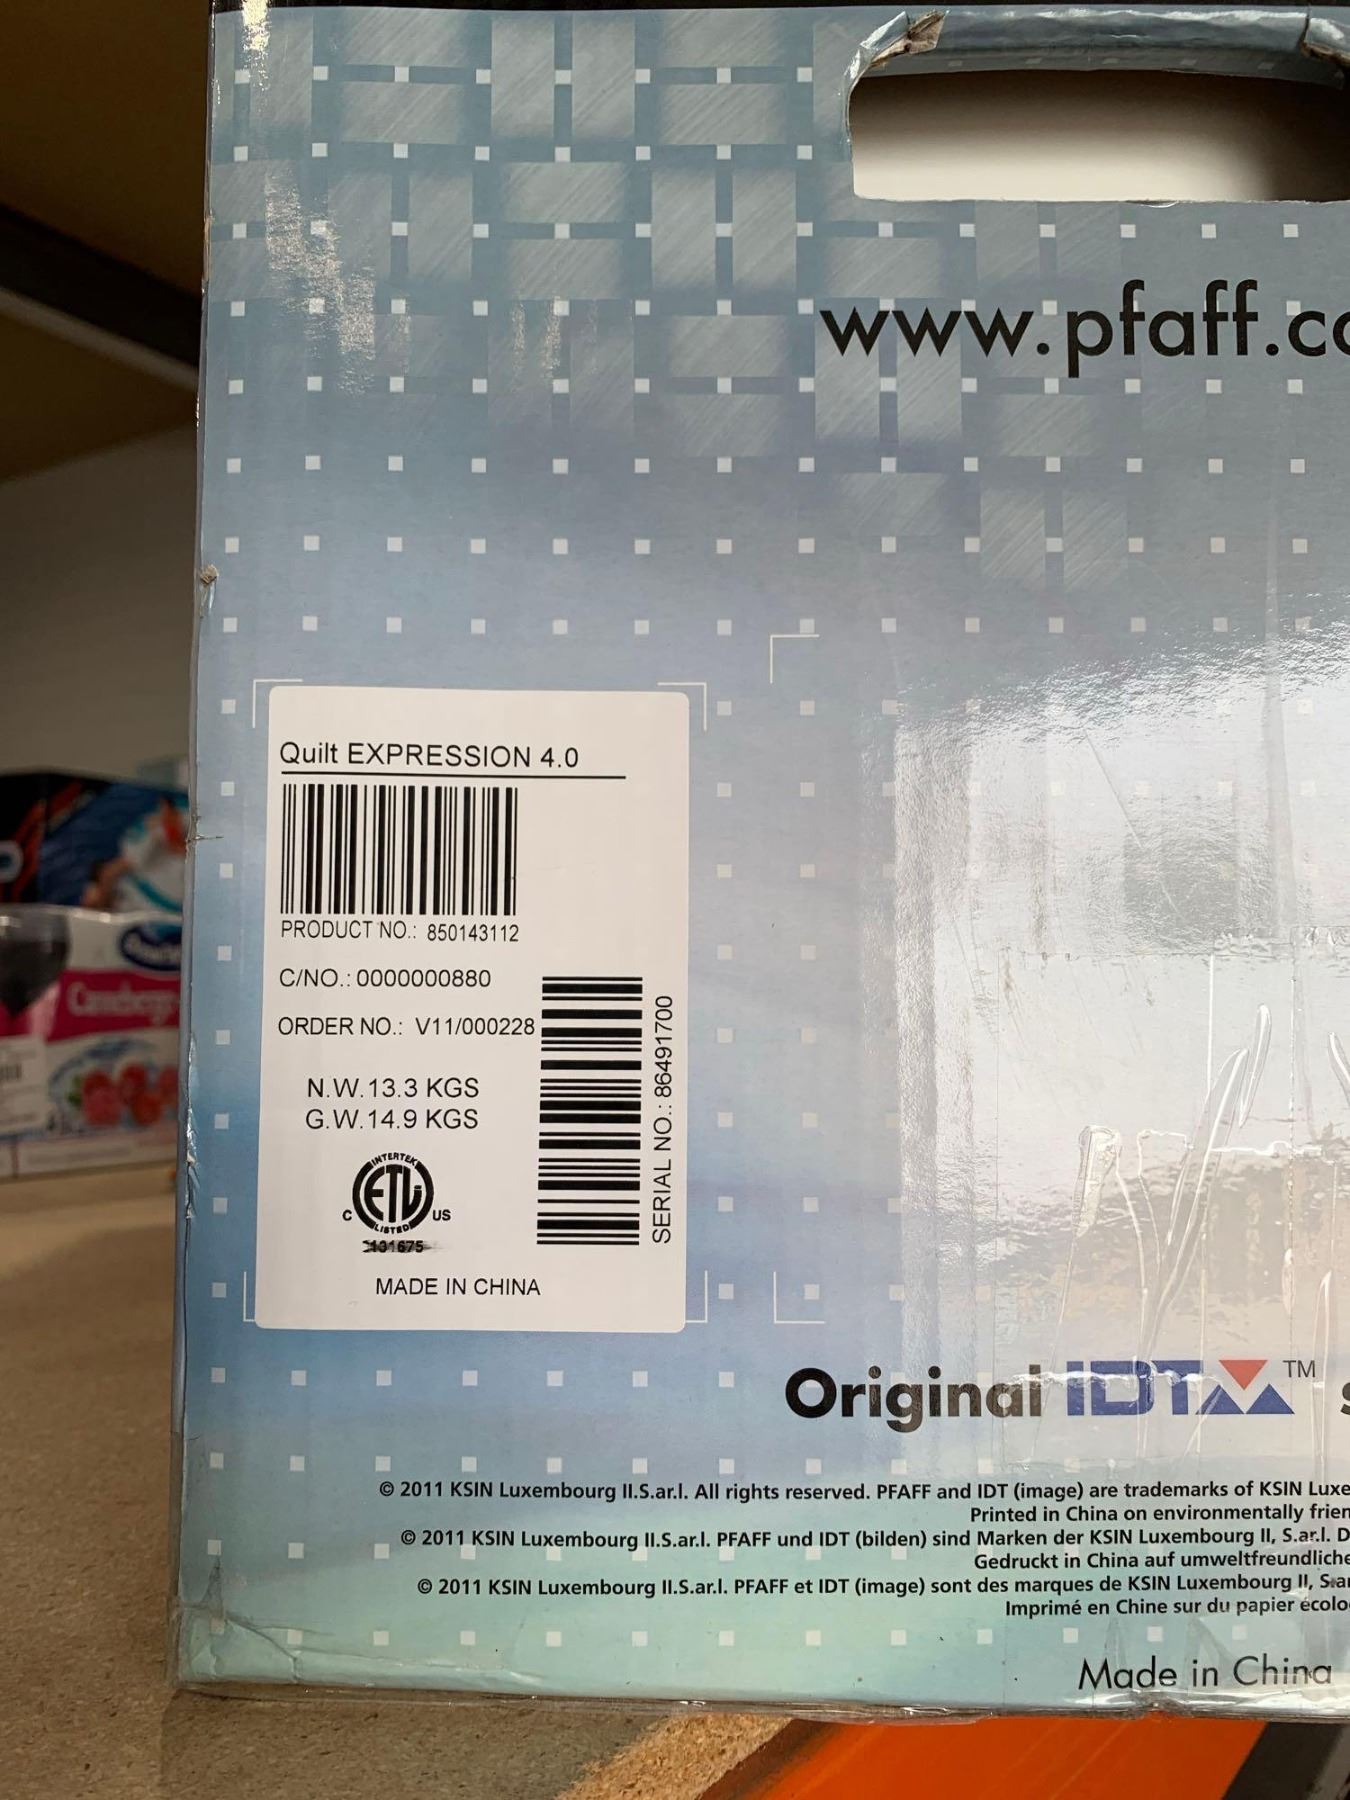 www.pfaff.co
Quilt EXPRESSION 4.0
PRODUCT NO.: 850143112
C/NO.: 0000000880
ORDER NO.: V11/000228
N.W. 13.3 KGS
G.W. 14.9 KGS
INTERTEK
ETL
C US
LISTED
MADE IN CHINA
SERIAL NO.: 86491700
Original IDT™
© 2011 KSIN Luxembourg II.S.ar.l. All rights reserved. PFAFF and IDT (image) are trademarks of KSIN Luxe
Printed in China on environmentally frien
© 2011 KSIN Luxembourg II.S.ar.l. PFAFF und IDT (bilden) sind Marken der KSIN Luxembourg II, S.ar.l. D
Gedruckt in China auf umweltfreundliche
© 2011 KSIN Luxembourg II.S.ar.l. PFAFF et IDT (image) sont des marques de KSIN Luxembourg II, S.ar
Imprimé en Chine sur du papier écolo
Made in China